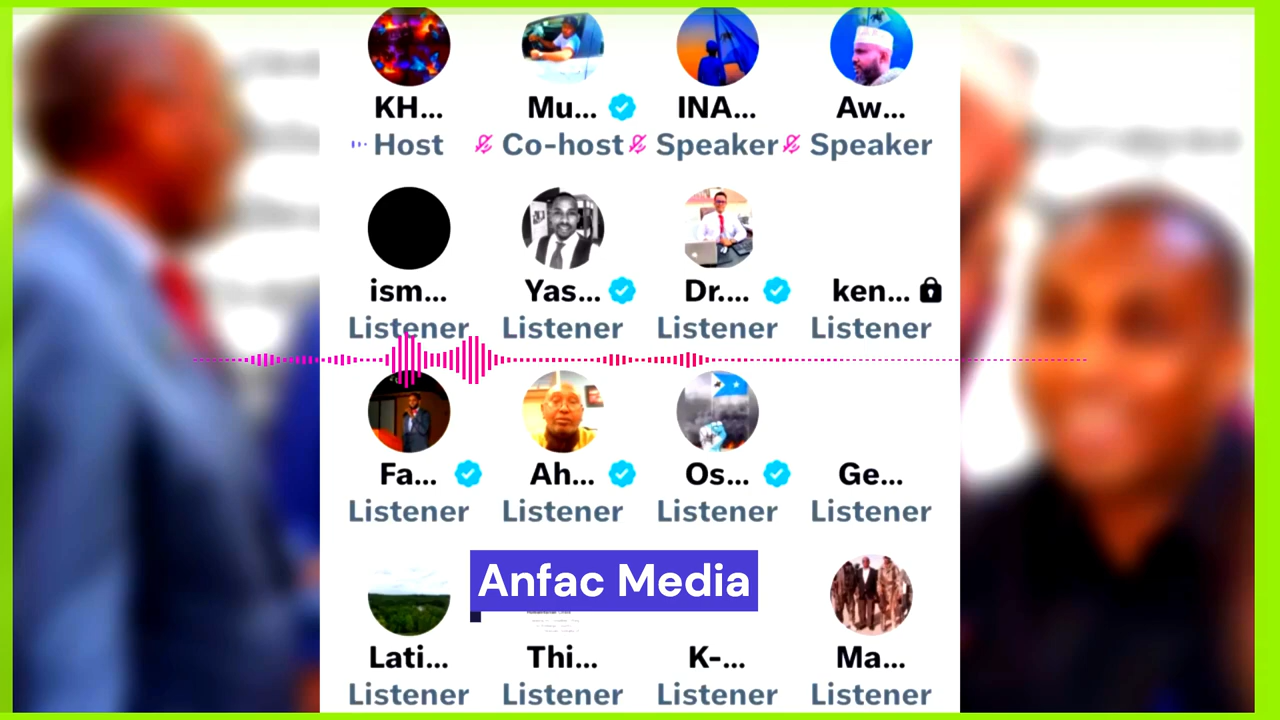 KH... Mu... INA... Aw...
Host Co-host Speaker Speaker
ism... Yas... Dr.... ken...
Listener Listener Listener Listener
Fa... Ah... Os... Ge...
Listener Listener Listener Listener
Anfac Media
Lati... Thi... K-... Ma...
Listener Listener Listener Listener